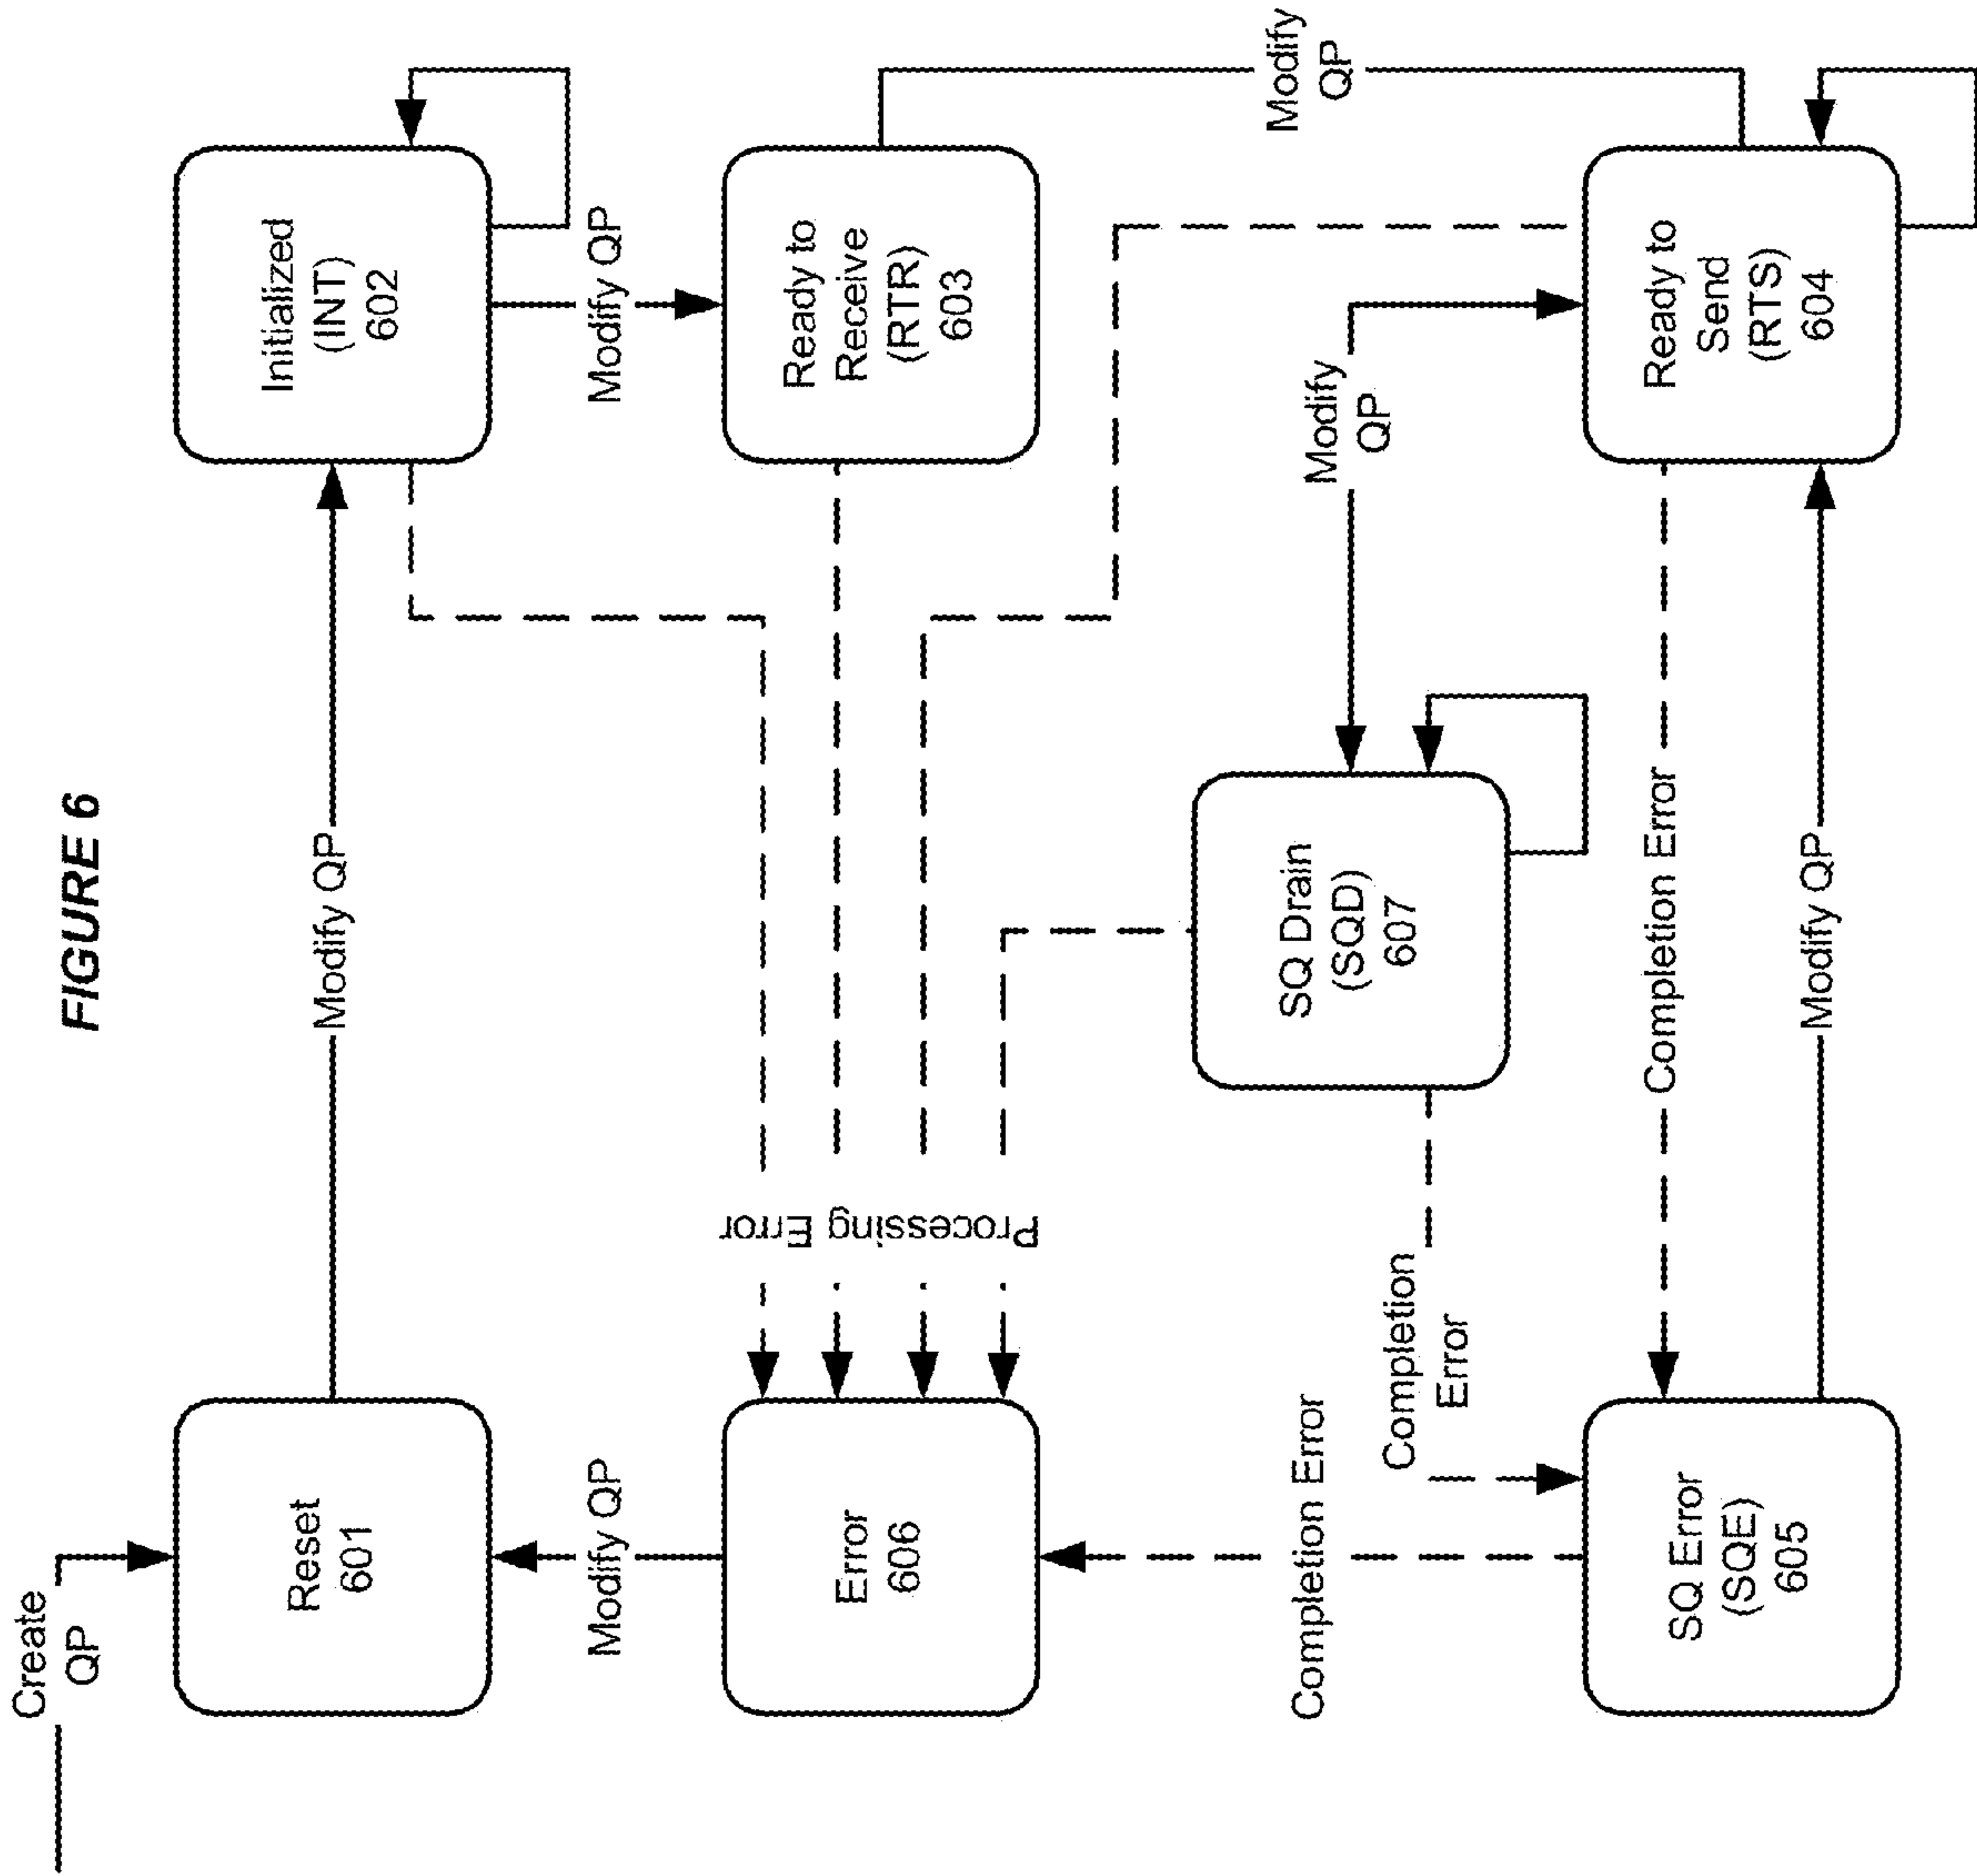 FIGURE 6
Create
QP
Reset
601
Modify QP
Initialized
(INT)
602
Modify QP
Modify QP
Error
606
Processing Error
Ready to
Receive
(RTR)
603
Modify
QP
Completion Error
Completion
Error
SQ Drain
(SQD)
607
Modify
QP
SQ Error
(SQE)
605
Completion Error
Modify QP
Ready to
Send
(RTS)
604